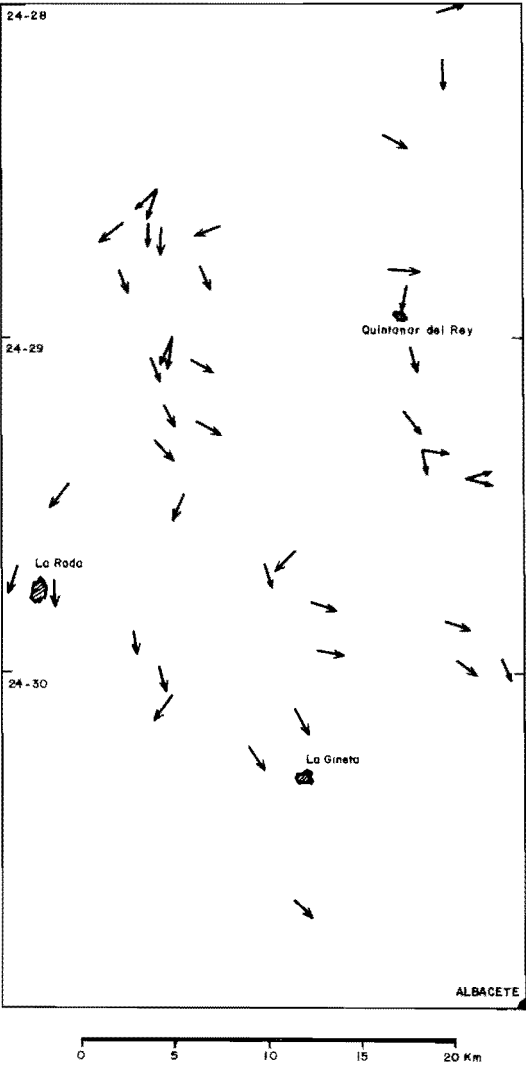 24-28
Quintanar del Rey
24-29
La Roda
24-30
La Gineta
ALBACETE
0 5 10 15 20 Km